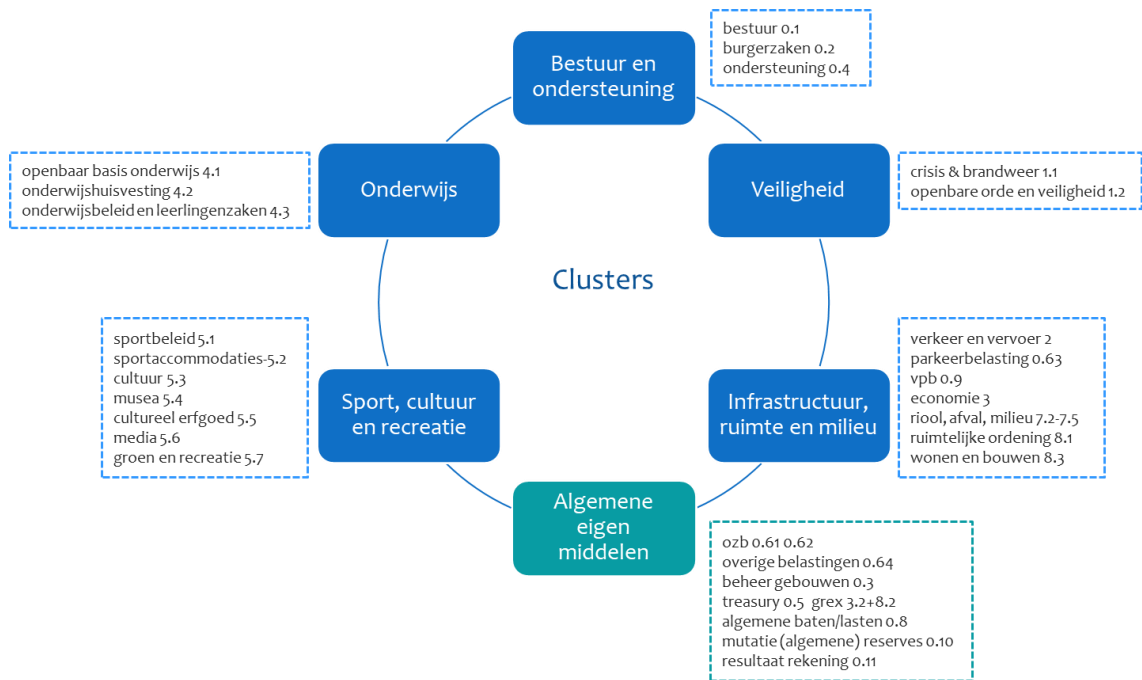 bestuur 0.1
burgerzaken 0.2
ondersteuning 0.4
Bestuur en
ondersteuning
openbaar basis onderwijs 4.1
onderwijshuisvesting 4.2
onderwijsbeleid en leerlingenzaken 4.3
Onderwijs
Veiligheid
crisis & brandweer 1.1
openbare orde en veiligheid 1.2
Clusters
sportbeleid 5.1
sportaccommodaties-5.2
cultuur 5.3
musea 5.4
cultureel erfgoed 5.5
media 5.6
groen en recreatie 5.7
Sport, cultuur
en recreatie
Infrastructuur,
ruimte en milieu
verkeer en vervoer 2
parkeerbelasting 0.63
vpb 0.9
economie 3
riool, afval, milieu 7.2-7.5
ruimtelijke ordening 8.1
wonen en bouwen 8.3
Algemene
eigen
middelen
ozb 0.61 0.62
overige belastingen 0.64
beheer gebouwen 0.3
treasury 0.5 grex 3.2+8.2
algemene baten/lasten 0.8
mutatie (algemene) reserves 0.10
resultaat rekening 0.11